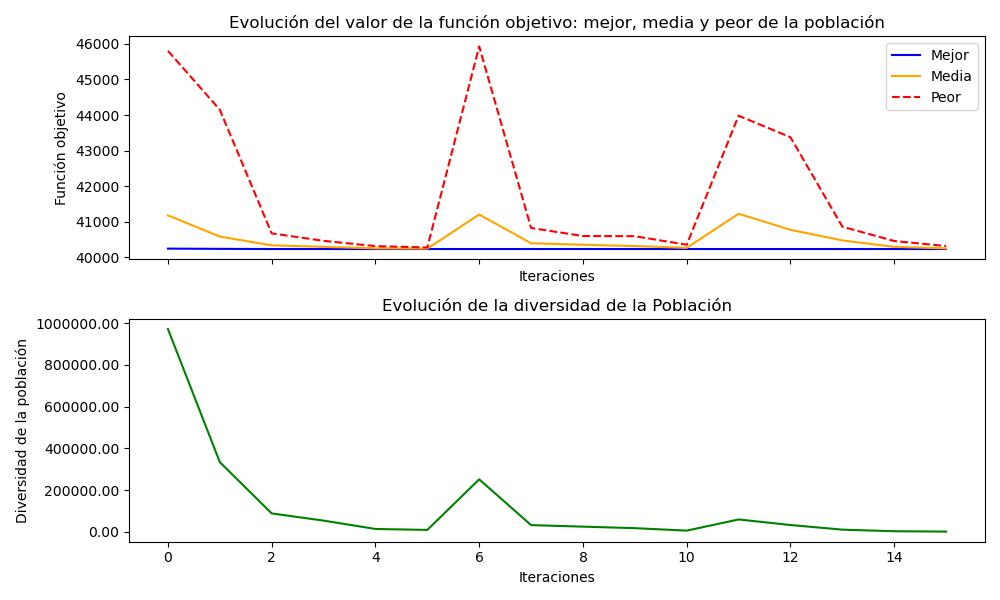 Evolución del valor de la función objetivo: mejor, media y peor de la población
46000
45000
44000
43000
42000
41000
40000
Función objetivo
Mejor
Media
Peor
Iteraciones
Evolución de la diversidad de la Población
1000000.00
800000.00
600000.00
400000.00
200000.00
0.00
Diversidad de la población
0 2 4 6 8 10 12 14
Iteraciones